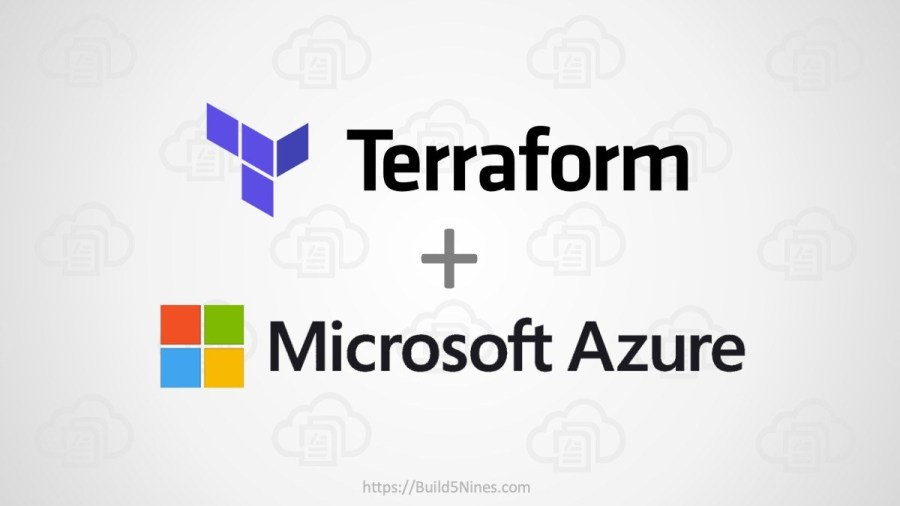 Terraform
+
Microsoft Azure
https://Build5Nines.com